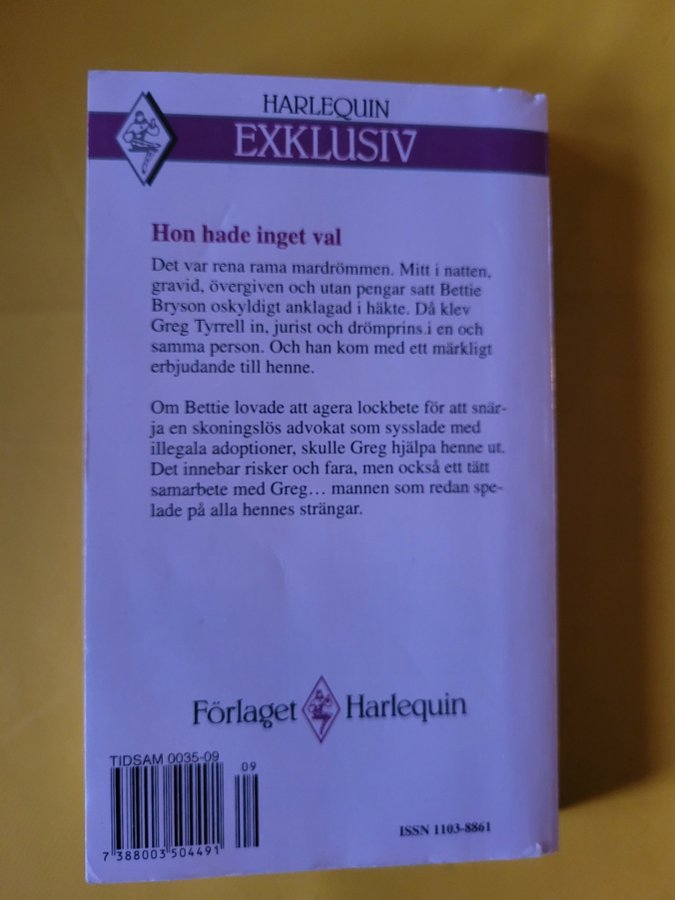 HARLEQUIN
EXKLUSIV
Hon hade inget val
Det var rena rama mardrömmen. Mitt i natten,
gravid, övergiven och utan pengar satt Bettie
Bryson oskyldigt anklagad i häkte. Då klev
Greg Tyrrell in, jurist och drömprins i en och
samma person. Och han kom med ett märkligt
erbjudande till henne.
Om Bettie lovade att agera lockbete för att snär-
ja en skoningslös advokat som sysslade med
illegala adoptioner, skulle Greg hjälpa henne ut.
Det innebar risker och fara, men också ett tätt
samarbete med Greg... mannen som redan spe-
lade på alla hennes strängar.
Förlaget Harlequin
TIDSAM 0035-09
09
7 388003 504491
ISSN 1103-8861